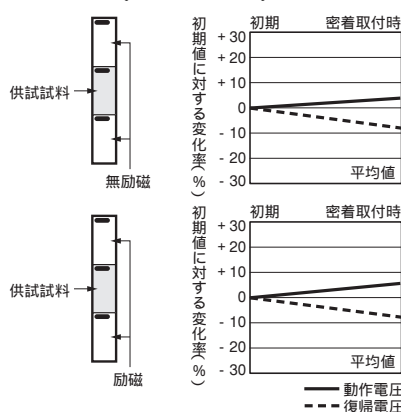 供試試料
無励磁
初期値に対する変化率(%)
初期 密着取付時
+ 30
+ 20
+ 10
0
- 10
- 20
- 30
平均値
供試試料
励磁
初期値に対する変化率(%)
初期 密着取付時
+ 30
+ 20
+ 10
0
- 10
- 20
- 30
平均値
動作電圧
復帰電圧